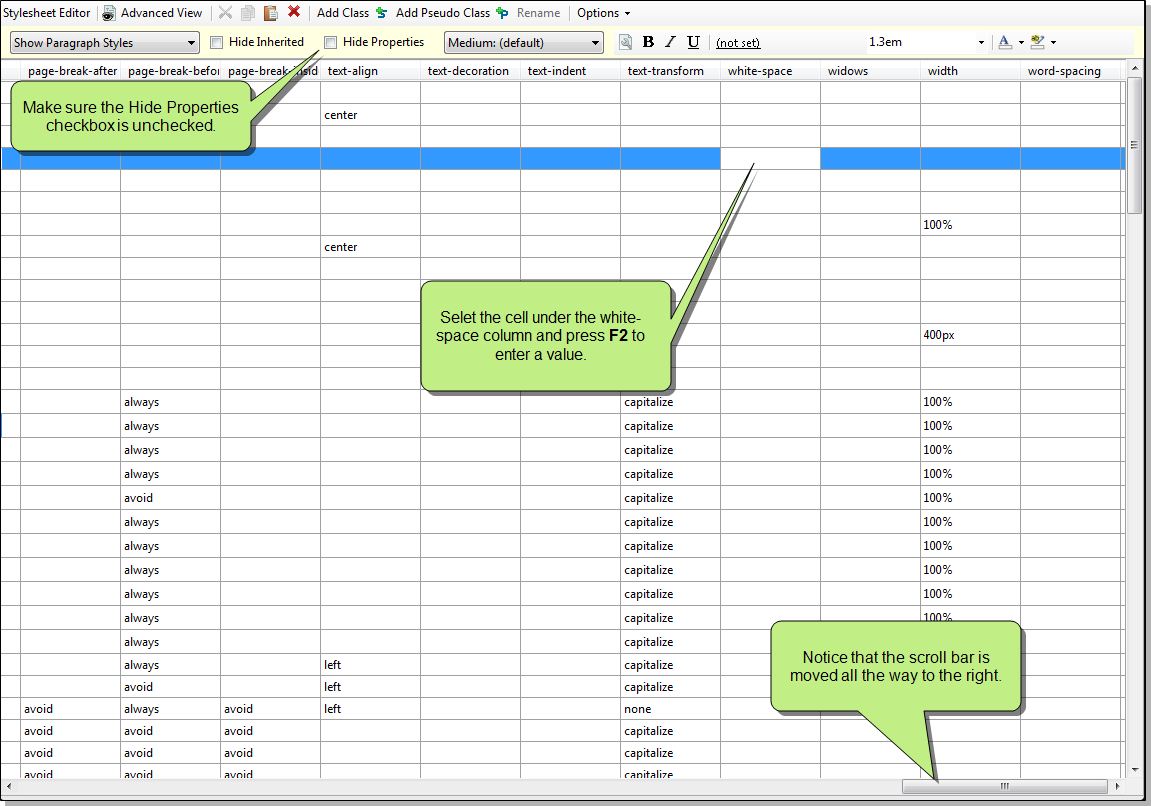 Stylesheet Editor Advanced View Add Class Add Pseudo Class Rename Options
Show Paragraph Styles Hide Inherited Hide Properties Medium: (default) B I U (not set) 1.3em A
page-break-after page-break-befor page-break-insid text-align text-decoration text-indent text-transform white-space widows width word-spacing
Make sure the Hide Properties
checkbox is unchecked.
center
100%
center
Selet the cell under the white-
space column and press F2 to
enter a value.
400px
always capitalize 100%
always capitalize 100%
always capitalize 100%
always capitalize 100%
avoid capitalize 100%
always capitalize 100%
always capitalize 100%
always capitalize 100%
always capitalize 100%
always capitalize 100%
always capitalize
always left capitalize
avoid left capitalize
avoid always avoid left none
avoid avoid avoid capitalize
avoid avoid avoid capitalize
avoid avoid avoid capitalize
Notice that the scroll bar is
moved all the way to the right.